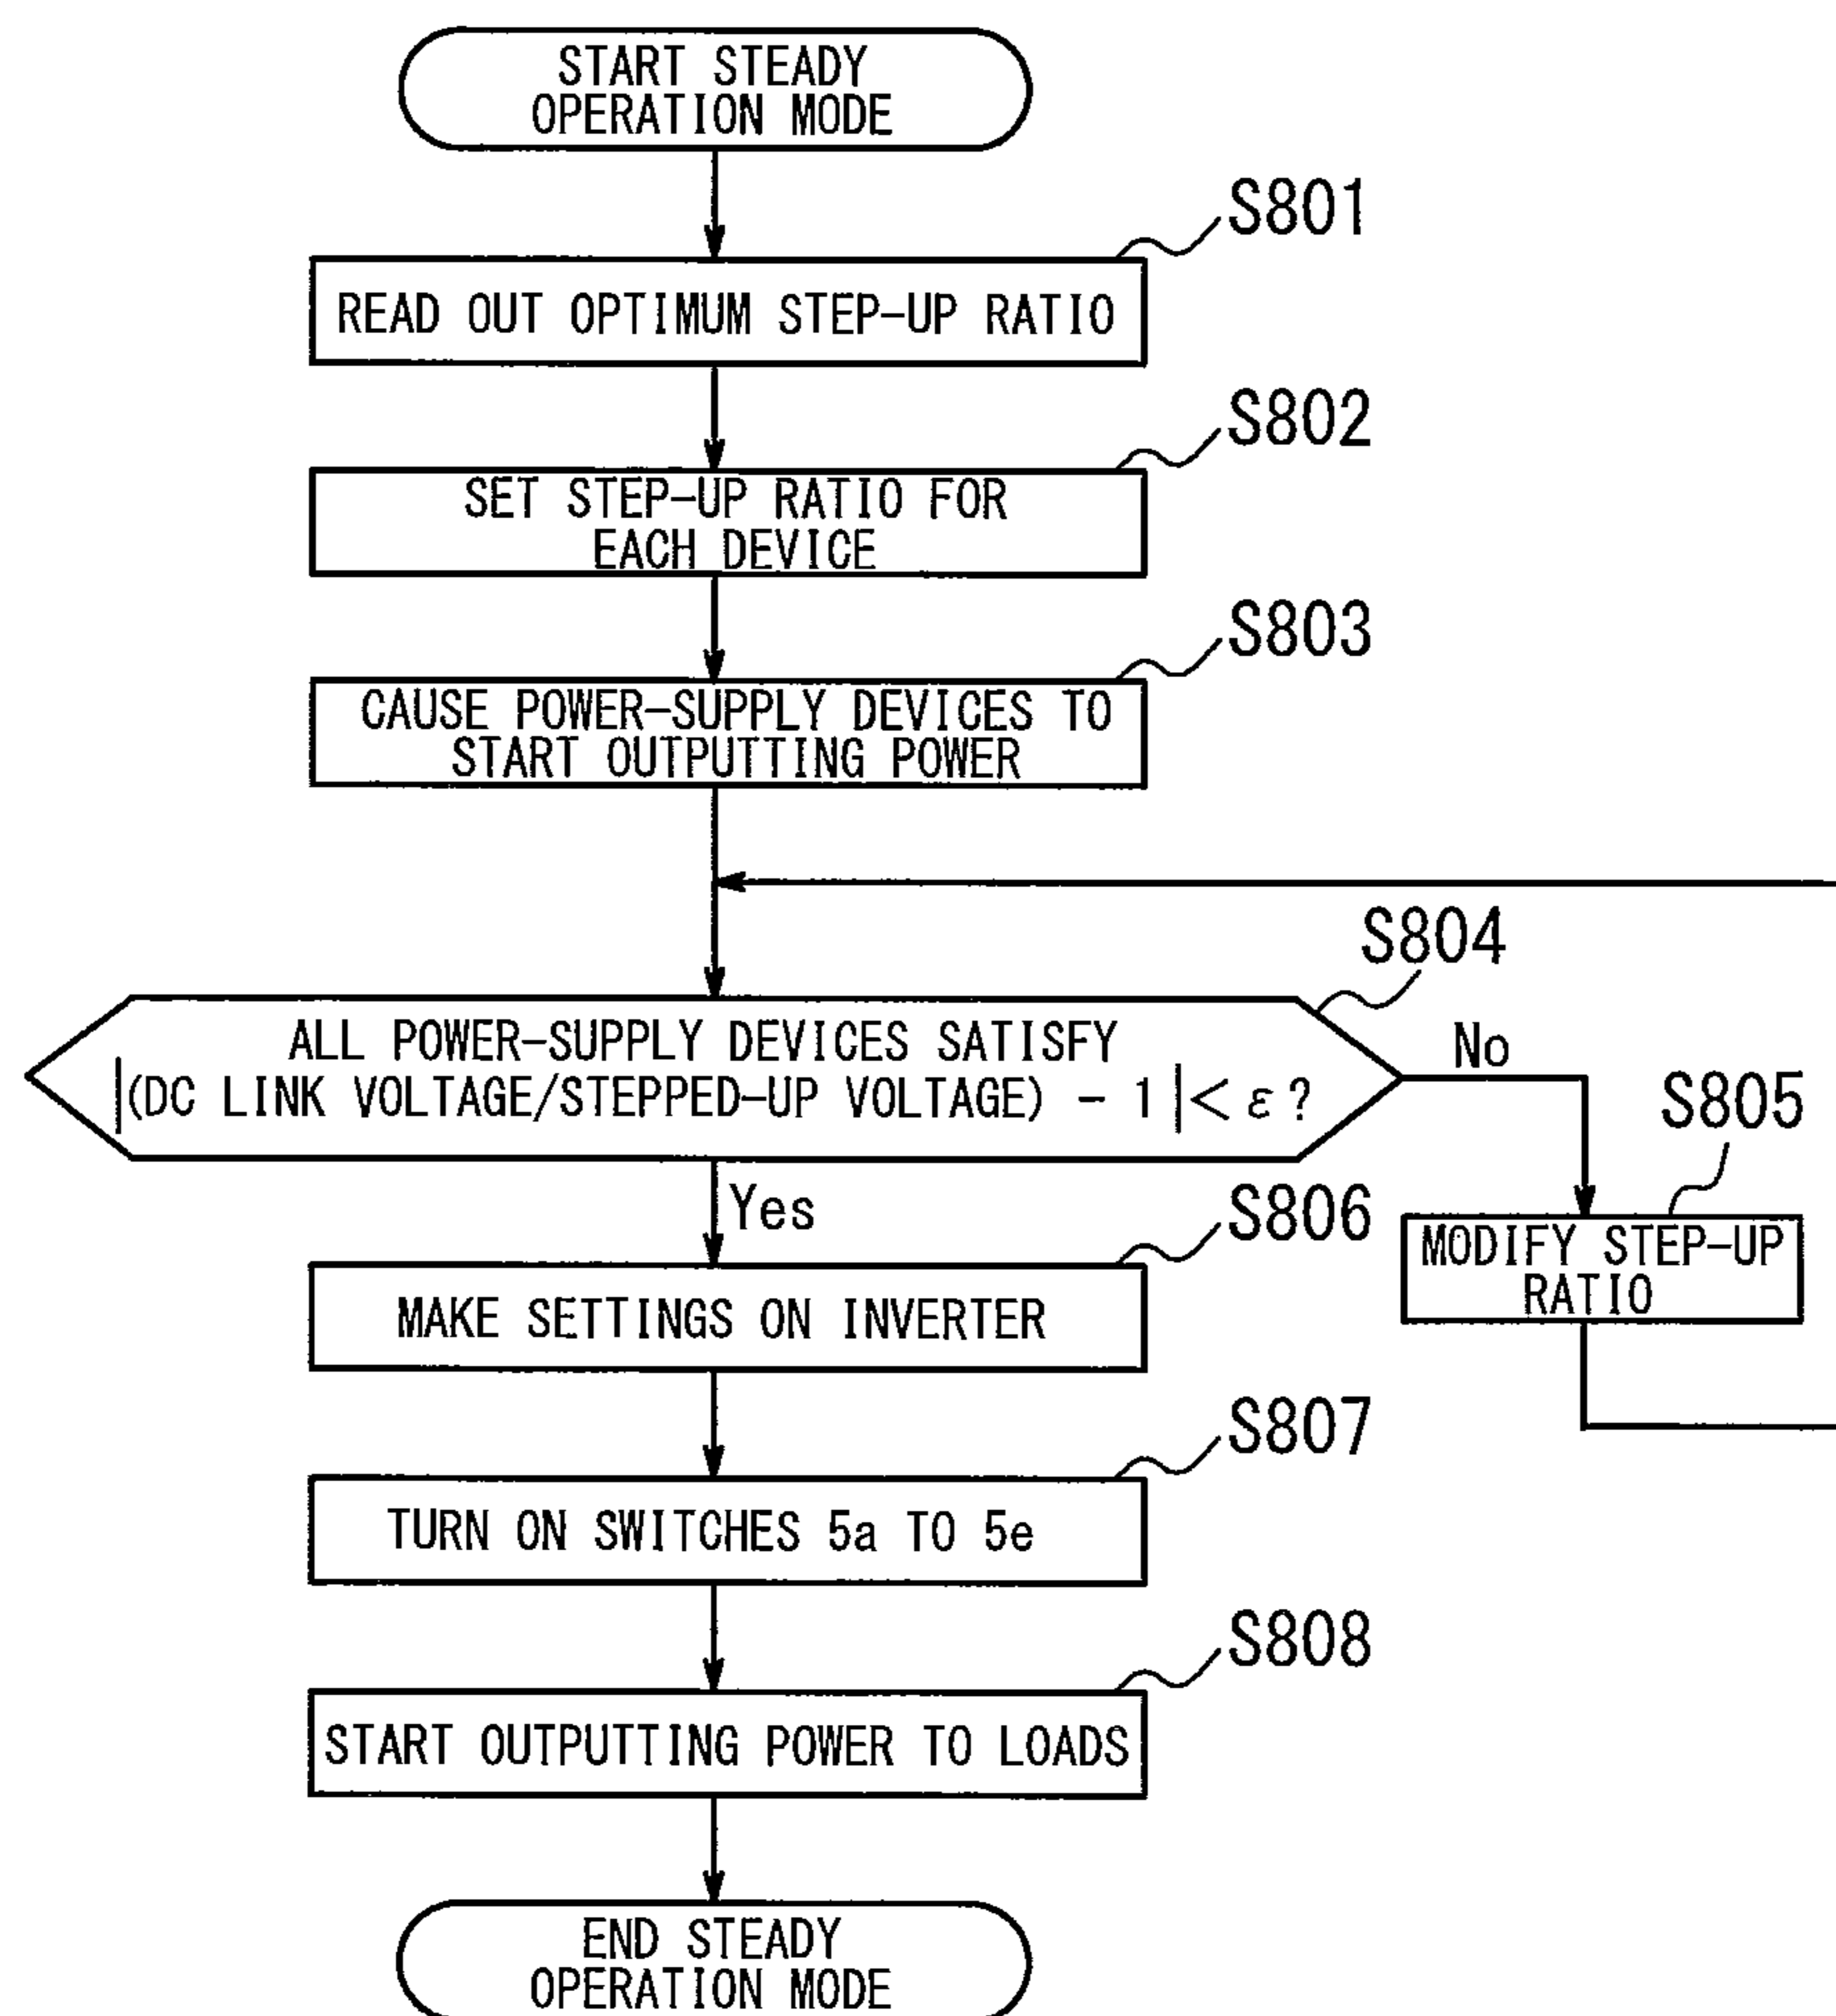 START STEADY
OPERATION MODE
S801
READ OUT OPTIMUM STEP-UP RATIO
S802
SET STEP-UP RATIO FOR
EACH DEVICE
S803
CAUSE POWER-SUPPLY DEVICES TO
START OUTPUTTING POWER
S804
ALL POWER-SUPPLY DEVICES SATISFY
|(DC LINK VOLTAGE/STEPPED-UP VOLTAGE) - 1|< ε?
No
S805
MODIFY STEP-UP
RATIO
Yes
S806
MAKE SETTINGS ON INVERTER
S807
TURN ON SWITCHES 5a TO 5e
S808
START OUTPUTTING POWER TO LOADS
END STEADY
OPERATION MODE